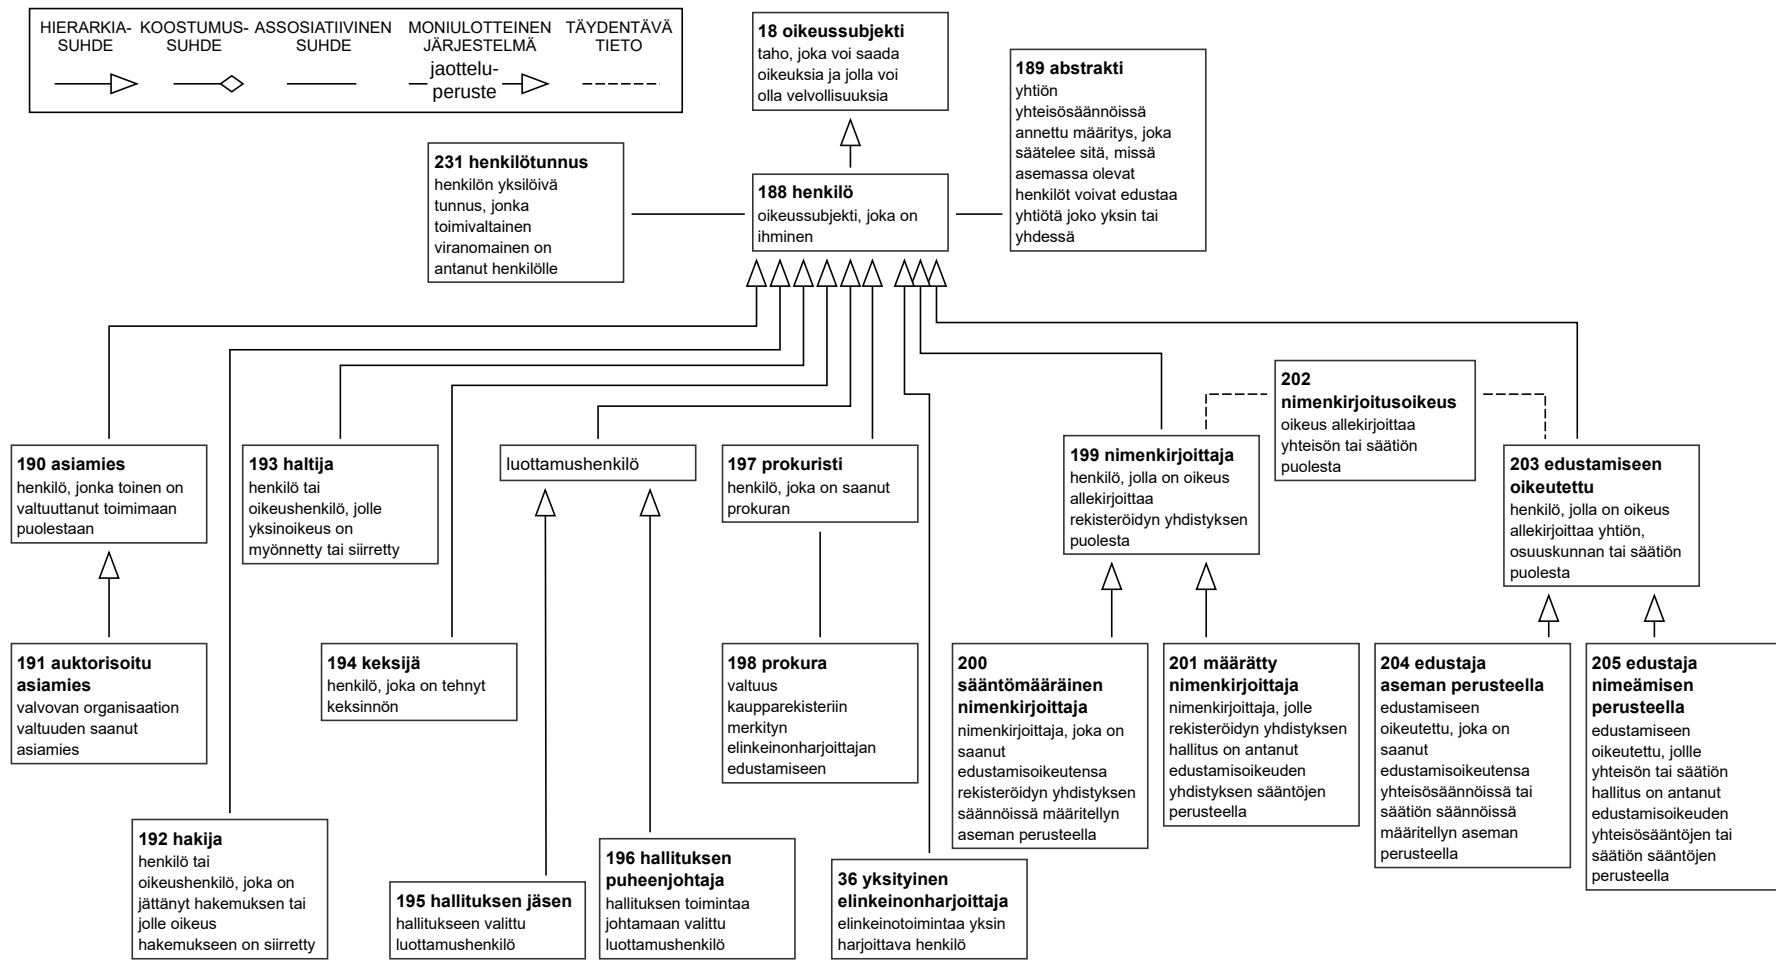 HIERARKIA-
SUHDE
KOOSTUMUS-
SUHDE
ASSOSIATIIVINEN
SUHDE
MONIULOTTEINEN
JÄRJESTELMÄ
jaottelu-
peruste
TÄYDENTÄVÄ
TIETO
18 oikeussubjekti
taho, joka voi saada
oikeuksia ja jolla voi
olla velvollisuuksia
189 abstrakti
yhtiön
yhteisösäännöissä
annettu määritys, joka
säätelee sitä, missä
asemassa olevat
henkilöt voivat edustaa
yhtiötä joko yksin tai
yhdessä
231 henkilötunnus
henkilön yksilöivä
tunnus, jonka
toimivaltainen
viranomainen on
antanut henkilölle
188 henkilö
oikeussubjekti, joka on
ihminen
202
nimenkirjoitusoikeus
oikeus allekirjoittaa
yhteisön tai säätiön
puolesta
190 asiamies
henkilö, jonka toinen on
valtuuttanut toimimaan
puolestaan
193 haltija
henkilö tai
oikeushenkilö, jolle
yksinoikeus on
myönnetty tai siirretty
luottamushenkilö
197 prokuristi
henkilö, joka on saanut
prokuran
199 nimenkirjoittaja
henkilö, jolla on oikeus
allekirjoittaa
rekisteröidyn yhdistyksen
puolesta
203 edustamiseen
oikeutettu
henkilö, jolla on oikeus
allekirjoittaa yhtiön,
osuuskunnan tai säätiön
puolesta
191 auktorisoitu
asiamies
valvovan organisaation
valtuuden saanut
asiamies
194 keksijä
henkilö, joka on tehnyt
keksinnön
198 prokura
valtuus
kaupparekisteriin
merkityn
elinkeinonharjoittajan
edustamiseen
200
sääntömääräinen
nimenkirjoittaja
nimenkirjoittaja, joka on
saanut
edustamisoikeutensa
rekisteröidyn yhdistyksen
säännöissä määritellyn
aseman perusteella
201 määrätty
nimenkirjoittaja
nimenkirjoittaja, jolle
rekisteröidyn yhdistyksen
hallitus on antanut
edustamisoikeuden
yhdistyksen sääntöjen
perusteella
204 edustaja
aseman perusteella
edustamiseen
oikeutettu, joka on
saanut
edustamisoikeutensa
yhteisösäännöissä tai
säätiön säännöissä
määritellyn aseman
perusteella
205 edustaja
nimeämisen
perusteella
edustamiseen
oikeutettu, jollle
yhteisön tai säätiön
hallitus on antanut
edustamisoikeuden
yhteisösääntöjen tai
säätiön sääntöjen
perusteella
192 hakija
henkilö tai
oikeushenkilö, joka on
jättänyt hakemuksen tai
jolle oikeus
hakemukseen on siirretty
195 hallituksen jäsen
hallitukseen valittu
luottamushenkilö
196 hallituksen
puheenjohtaja
hallituksen toimintaa
johtamaan valittu
luottamushenkilö
36 yksityinen
elinkeinonharjoittaja
elinkeinotoimintaa yksin
harjoittava henkilö